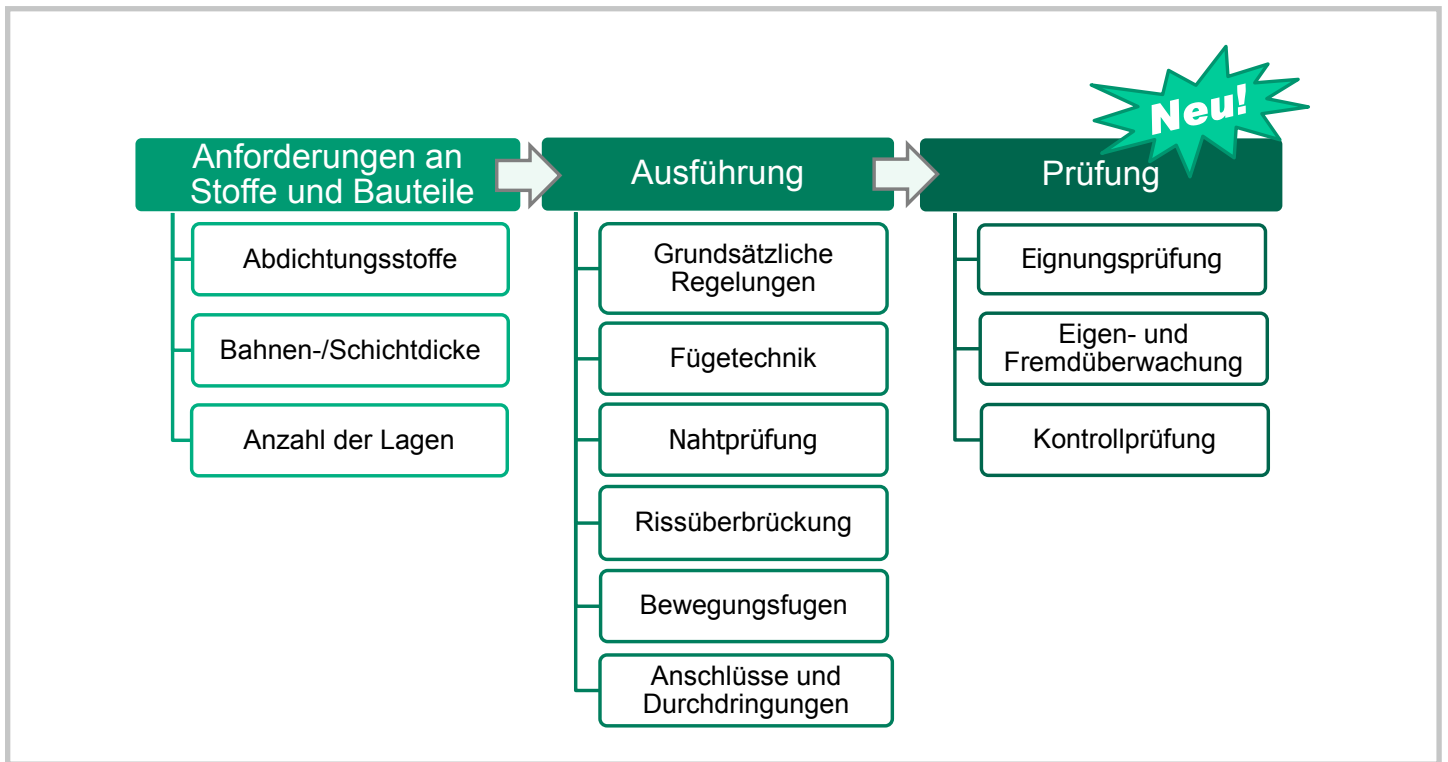 Neu!
Anforderungen an
Stoffe und Bauteile
Abdichtungsstoffe
Bahnen-/Schichtdicke
Anzahl der Lagen
Ausführung
Grundsätzliche
Regelungen
Fügetechnik
Nahtprüfung
Rissüberbrückung
Bewegungsfugen
Anschlüsse und
Durchdringungen
Prüfung
Eignungsprüfung
Eigen- und
Fremdüberwachung
Kontrollprüfung